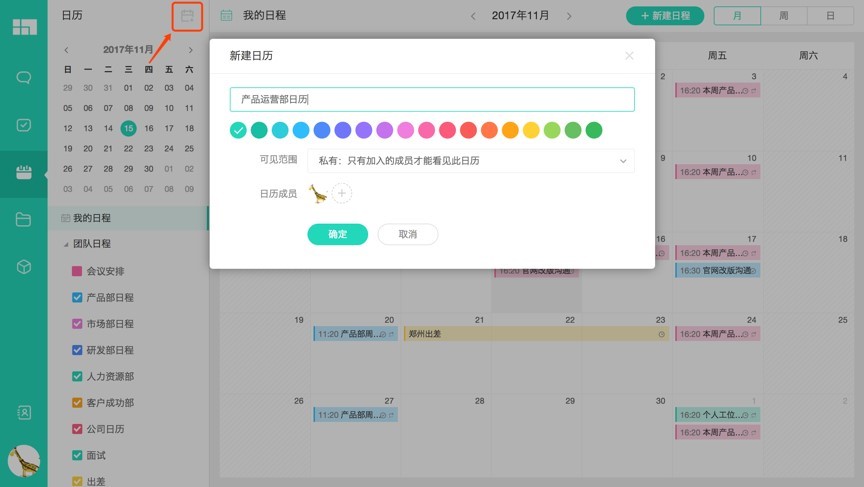 日历
我的日程
2017年11月
新建日程
月
周
日
2017年11月
日 一 二 三 四 五 六
29 30 31 01 02 03 04
05 06 07 08 09 10 11
12 13 14 15 16 17 18
19 20 21 22 23 24 25
26 27 28 29 30 01 02
03 04 05 06 07 08 09
我的日程
团队日程
会议安排
产品部日程
市场部日程
研发部日程
人力资源部
客户成功部
公司日历
面试
出差
新建日历
产品运营部日历
可见范围
私有：只有加入的成员才能看见此日历
日历成员
确定
取消
周五
周六
2
3
4
16:20 本周产品...
9
10
11
16:20 本周产品...
16
17
18
16:20 本周产品...
16:20 官网改版沟通
16:30 官网改版沟通
19
20
21
22
23
24
25
11:20 产品部周...
郑州出差
16:20 本周产品...
26
27
28
29
30
1
2
11:20 产品部周...
16:20 个人工位...
16:20 本周产品...